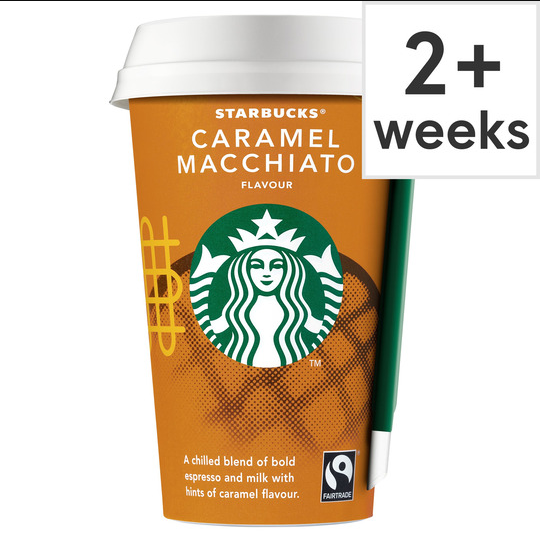 2+
weeks
STARBUCKS®
CARAMEL
MACCHIATO
FLAVOUR
TM
A chilled blend of bold
espresso and milk with
hints of caramel flavour.
FAIRTRADE